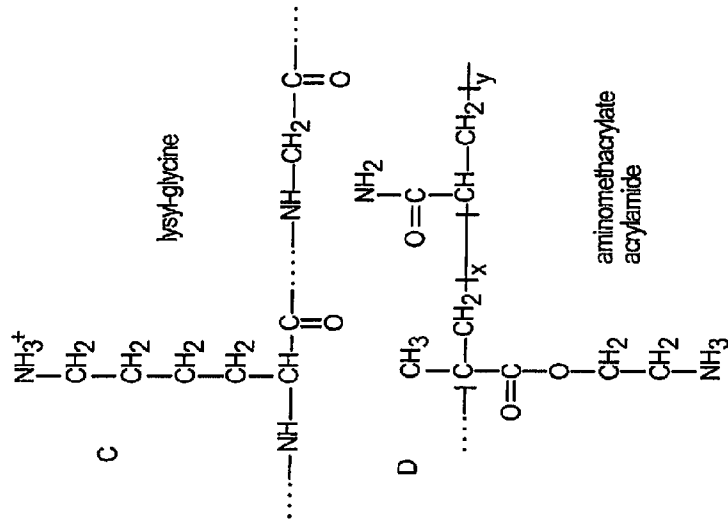 C
NH3+
CH2
CH2
CH2
CH2
....NH—CH—C....NH—CH2—C....
O
O
lysyl-glycine
D
CH3
NH2
O=C
....(C—CH2)x—(CH—CH2)y
O=C
O
CH2
CH2
NH3
aminomethacrylate
acrylamide